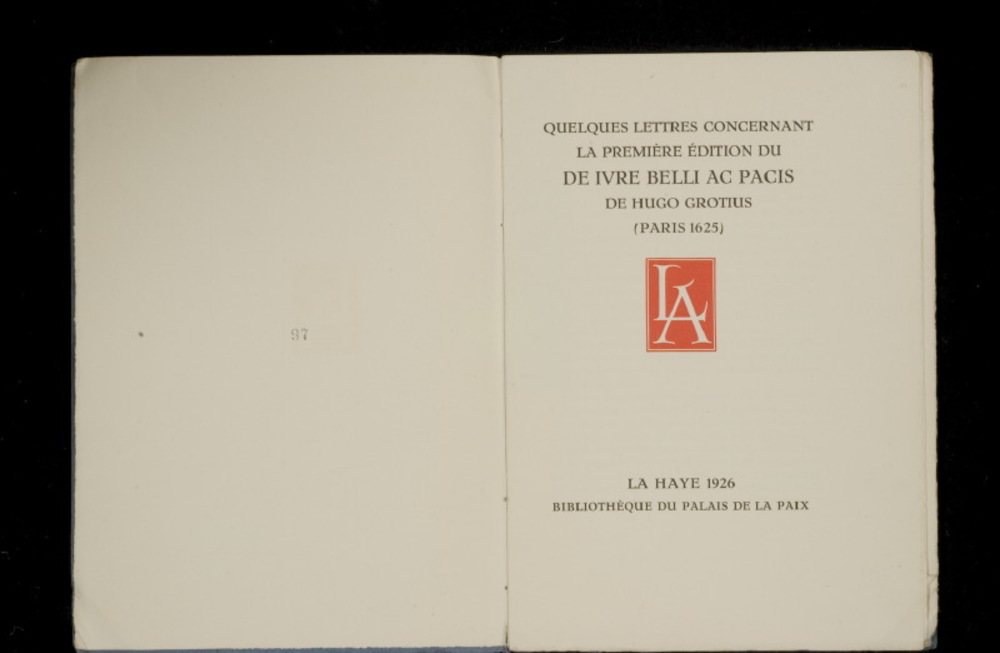 97
QUELQUES LETTRES CONCERNANT
LA PREMIÈRE ÉDITION DU
DE IVRE BELLI AC PACIS
DE HUGO GROTIUS
(PARIS 1625)
LA
LA HAYE 1926
BIBLIOTHÈQUE DU PALAIS DE LA PAIX